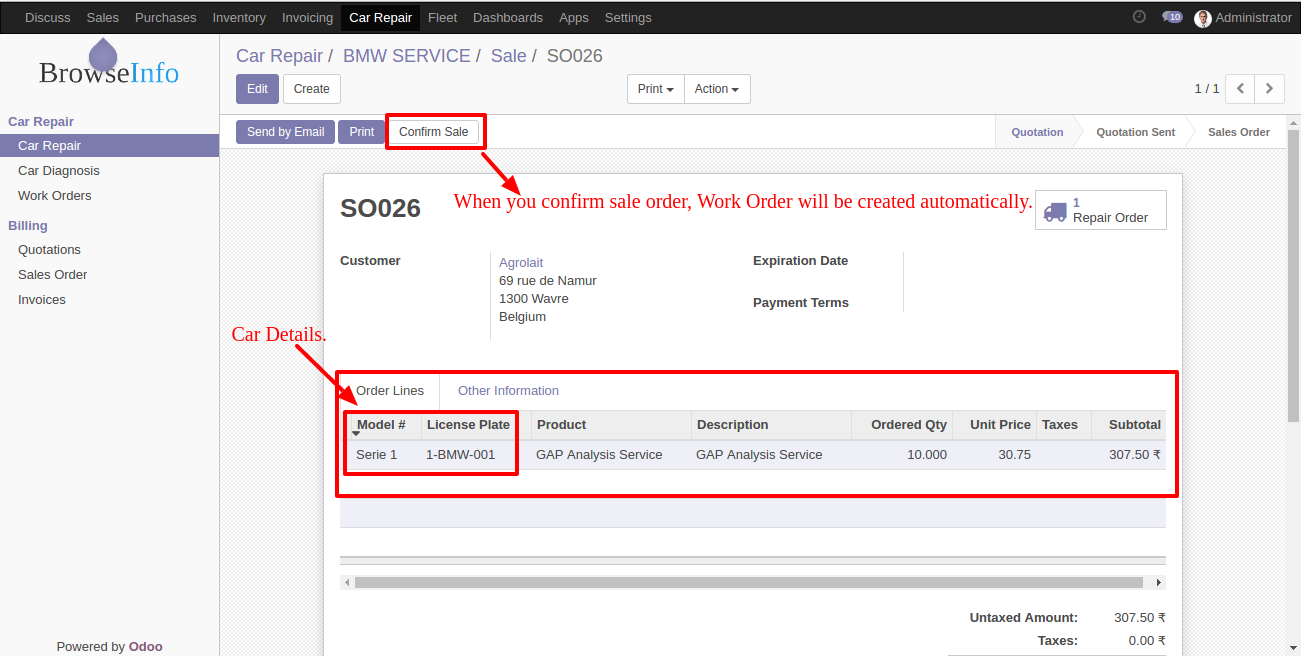 Discuss Sales Purchases Inventory Invoicing Car Repair Fleet Dashboards Apps Settings 10 Administrator
BrowseInfo
Car Repair
Car Repair
Car Diagnosis
Work Orders
Billing
Quotations
Sales Order
Invoices
Powered by Odoo
Car Repair / BMW SERVICE / Sale / SO026
Edit Create Print Action 1 / 1
Send by Email Print Confirm Sale Quotation Quotation Sent Sales Order
When you confirm sale order, Work Order will be created automatically.
SO026
1
Repair Order
Customer
Agrolait
69 rue de Namur
1300 Wavre
Belgium
Expiration Date
Payment Terms
Car Details.
Order Lines Other Information
Model # License Plate Product Description Ordered Qty Unit Price Taxes Subtotal
Serie 1 1-BMW-001 GAP Analysis Service GAP Analysis Service 10.000 30.75 307.50 ₹
Untaxed Amount: 307.50 ₹
Taxes: 0.00 ₹